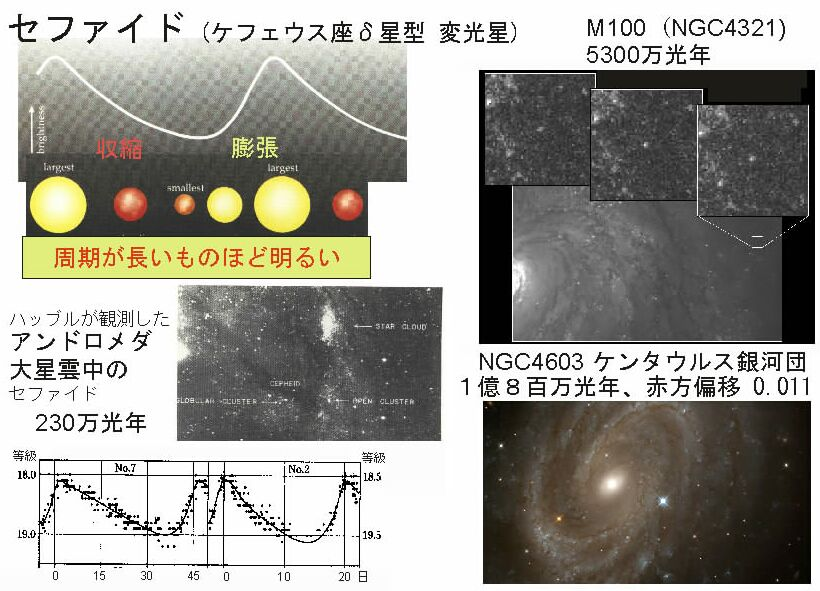 セファイド (ケフェウス座δ星型 変光星)
brightness
収縮
膨張
largest
smallest
largest
周期が長いものほど明るい
ハッブルが観測した
アンドロメダ
大星雲中の
セファイド
230万光年
STAR CLOUD
CEPHEID
GLOBULAR CLUSTER
OPEN CLUSTER
等級
等級
18.0
No.7
No.2
18.5
19.0
19.5
0 15 30 45 0 10 20 日
M100 (NGC4321)
5300万光年
NGC4603 ケンタウルス銀河団
1億8百万光年、赤方偏移 0.011